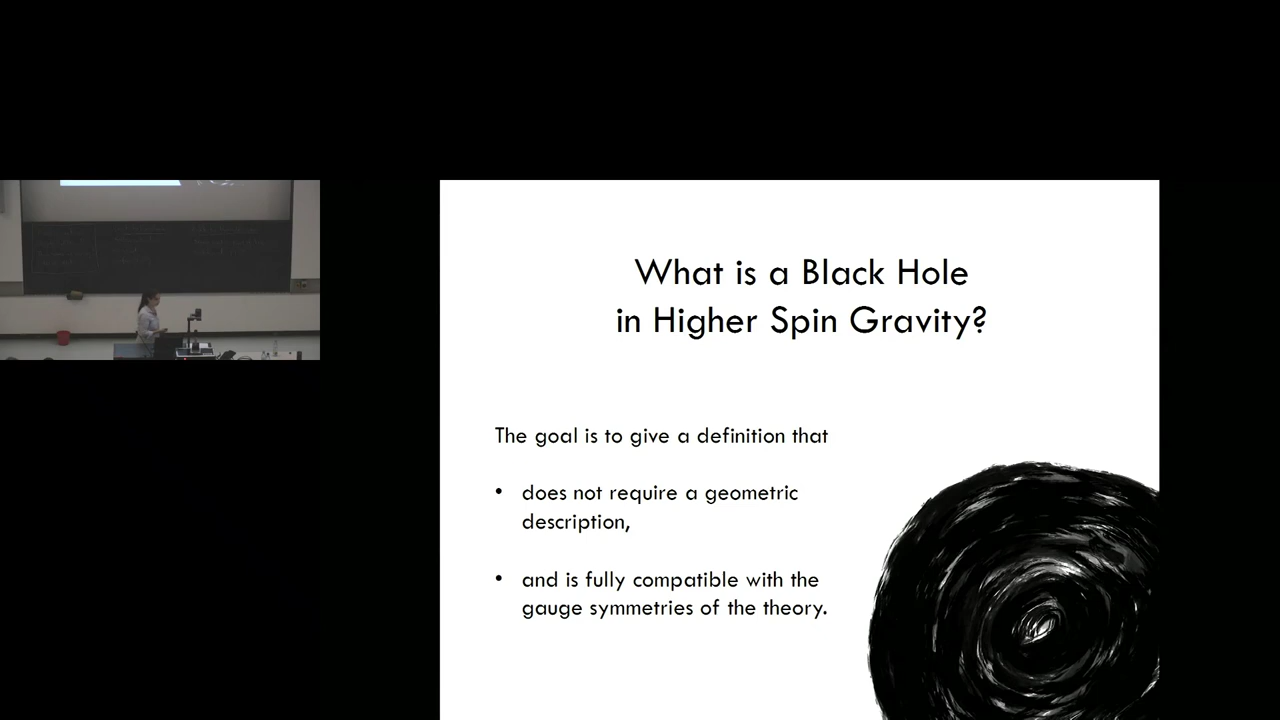 What is a Black Hole
in Higher Spin Gravity?
The goal is to give a definition that
• does not require a geometric
description,
• and is fully compatible with the
gauge symmetries of the theory.